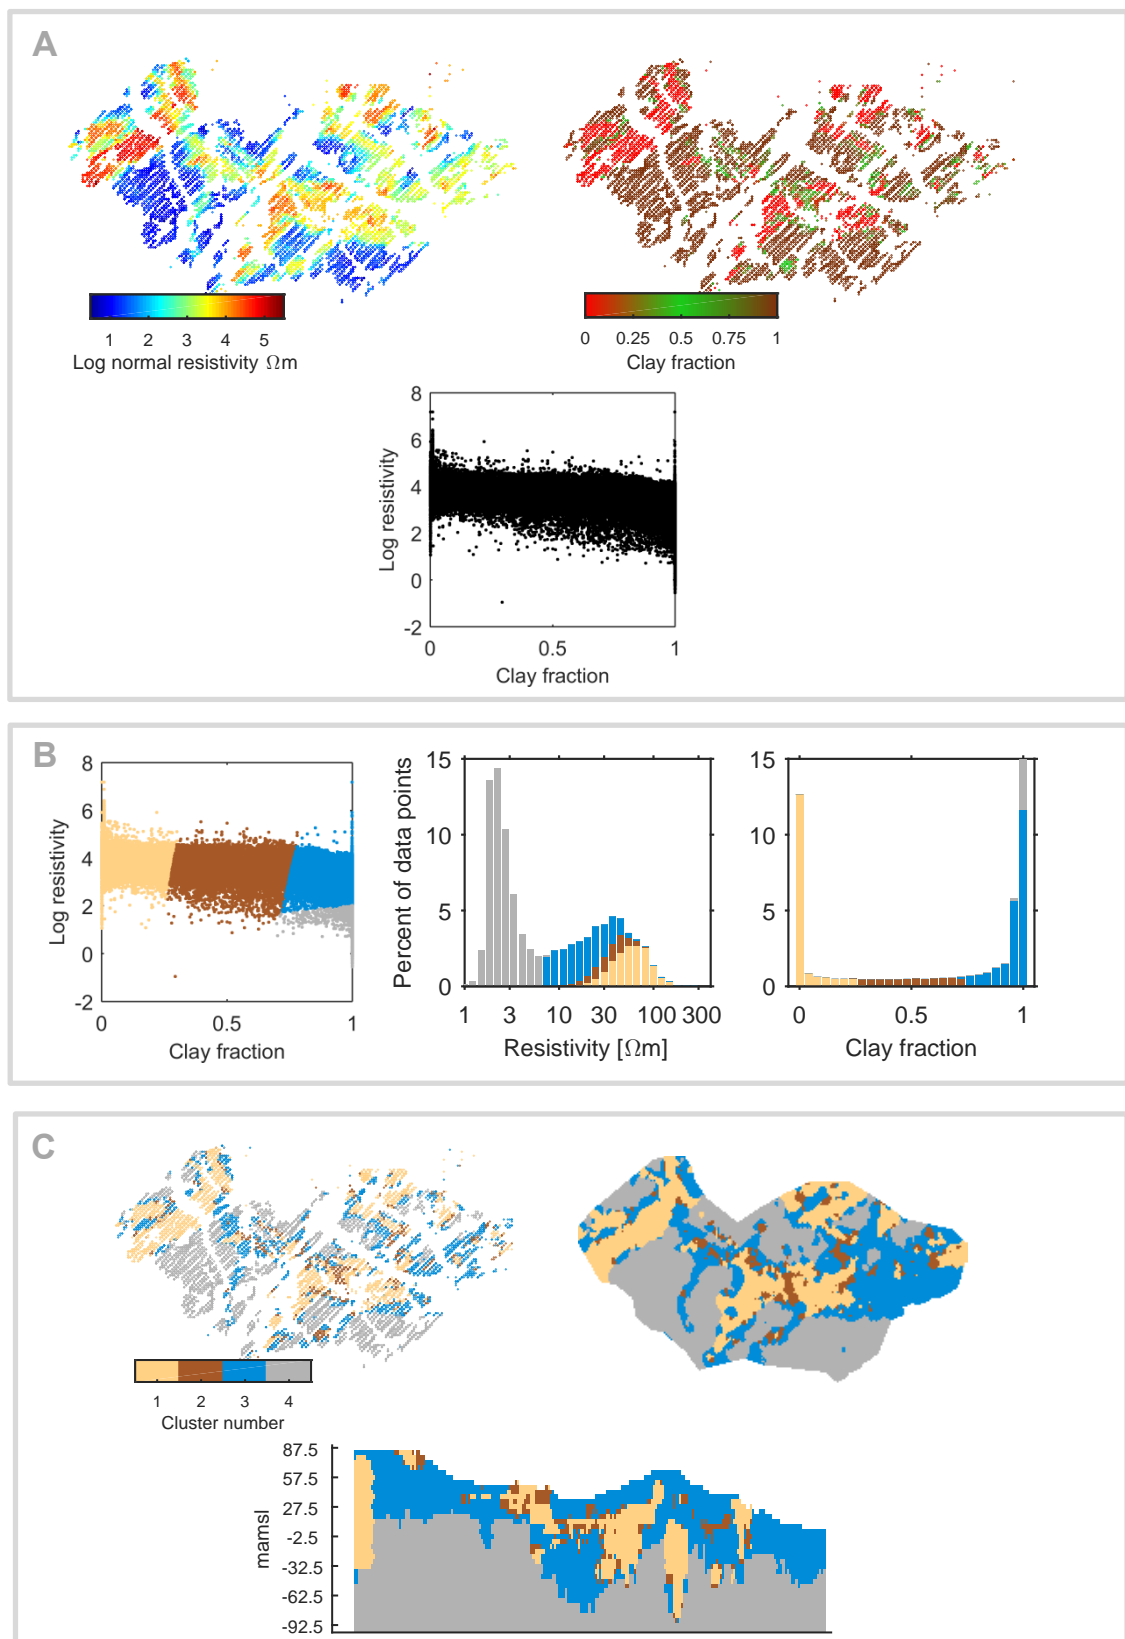 A
1 2 3 4 5
Log normal resistivity Ωm
0 0.25 0.5 0.75 1
Clay fraction
8
6
4
2
0
-2
Log resistivity
0 0.5 1
Clay fraction
B
8
6
4
2
0
-2
Log resistivity
0 0.5 1
Clay fraction
15
10
5
0
Percent of data points
1 3 10 30 100 300
Resistivity [Ωm]
15
10
5
0
0 0.5 1
Clay fraction
C
1 2 3 4
Cluster number
87.5
57.5
27.5
-2.5
-32.5
-62.5
-92.5
mamsl